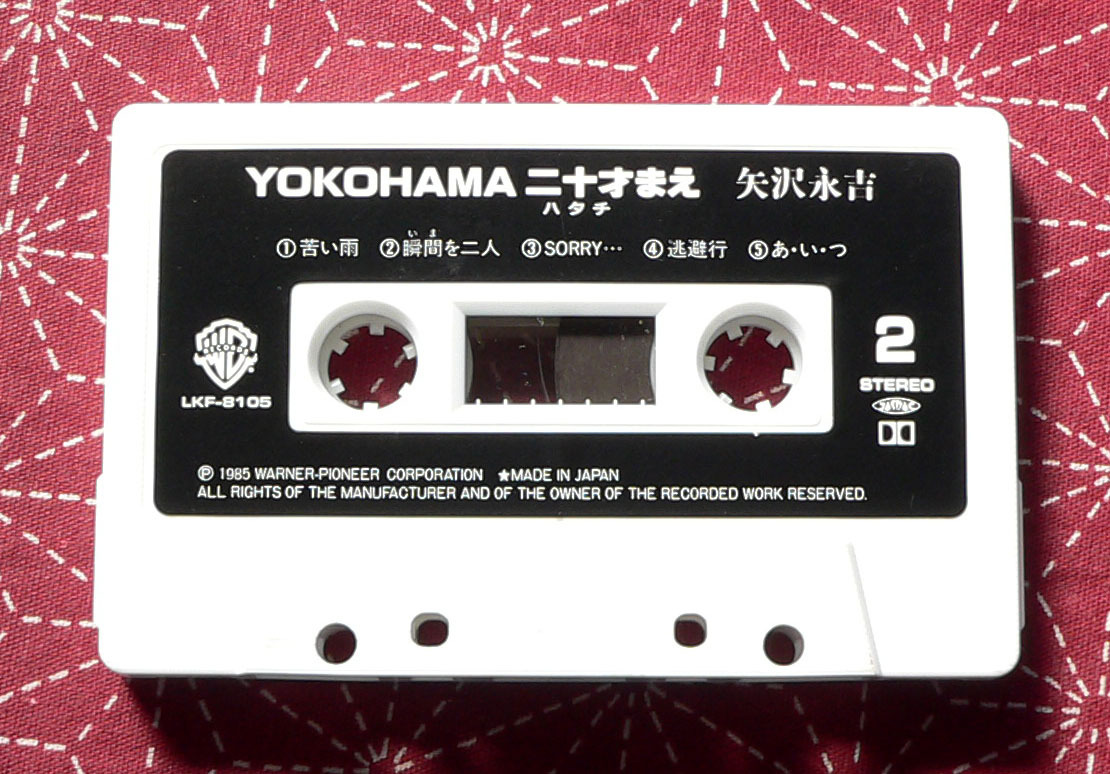 YOKOHAMA 二十才まえ 矢沢永吉
ハタチ
いま
①苦い雨 ②瞬間を二人 ③SORRY… ④逃避行 ⑤あ・い・つ
RECORDS
LKF-8105
2
STEREO
Ⓟ 1985 WARNER-PIONEER CORPORATION ★MADE IN JAPAN
ALL RIGHTS OF THE MANUFACTURER AND OF THE OWNER OF THE RECORDED WORK RESERVED.